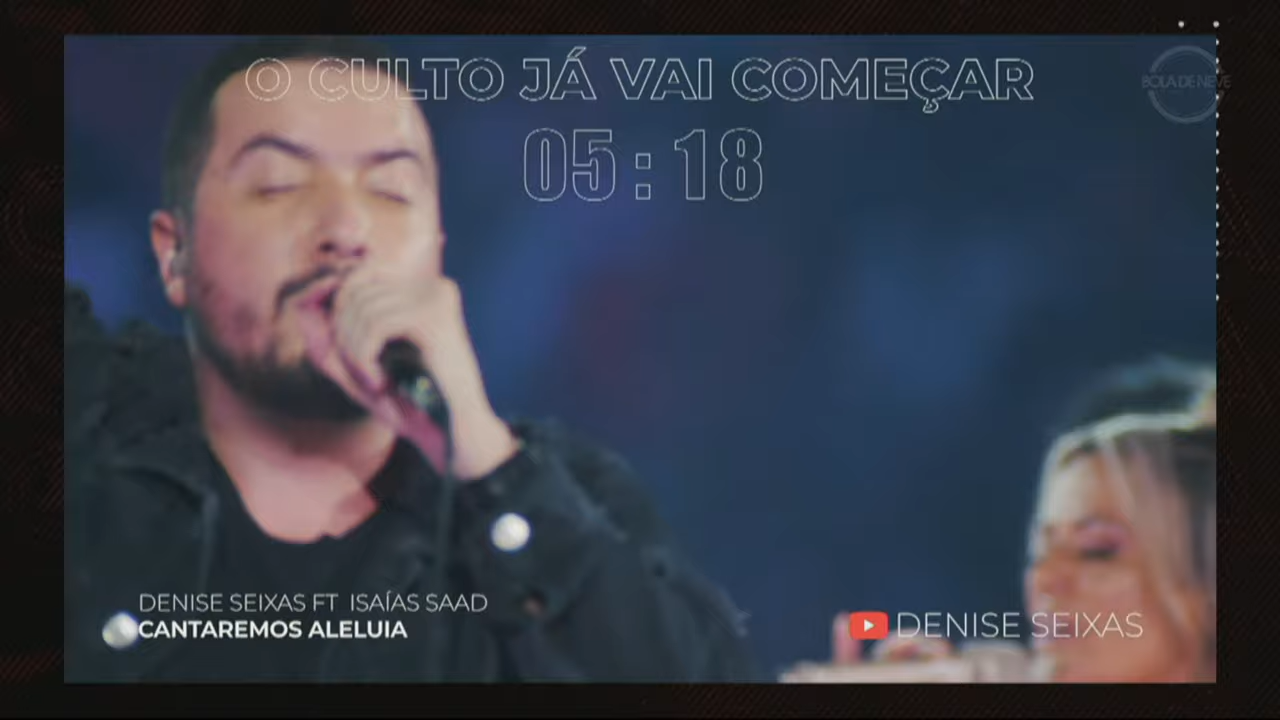 O CULTO JÁ VAI COMEÇAR
BOLA DE NEVE
05:18
DENISE SEIXAS FT ISAÍAS SAAD
CANTAREMOS ALELUIA
DENISE SEIXAS